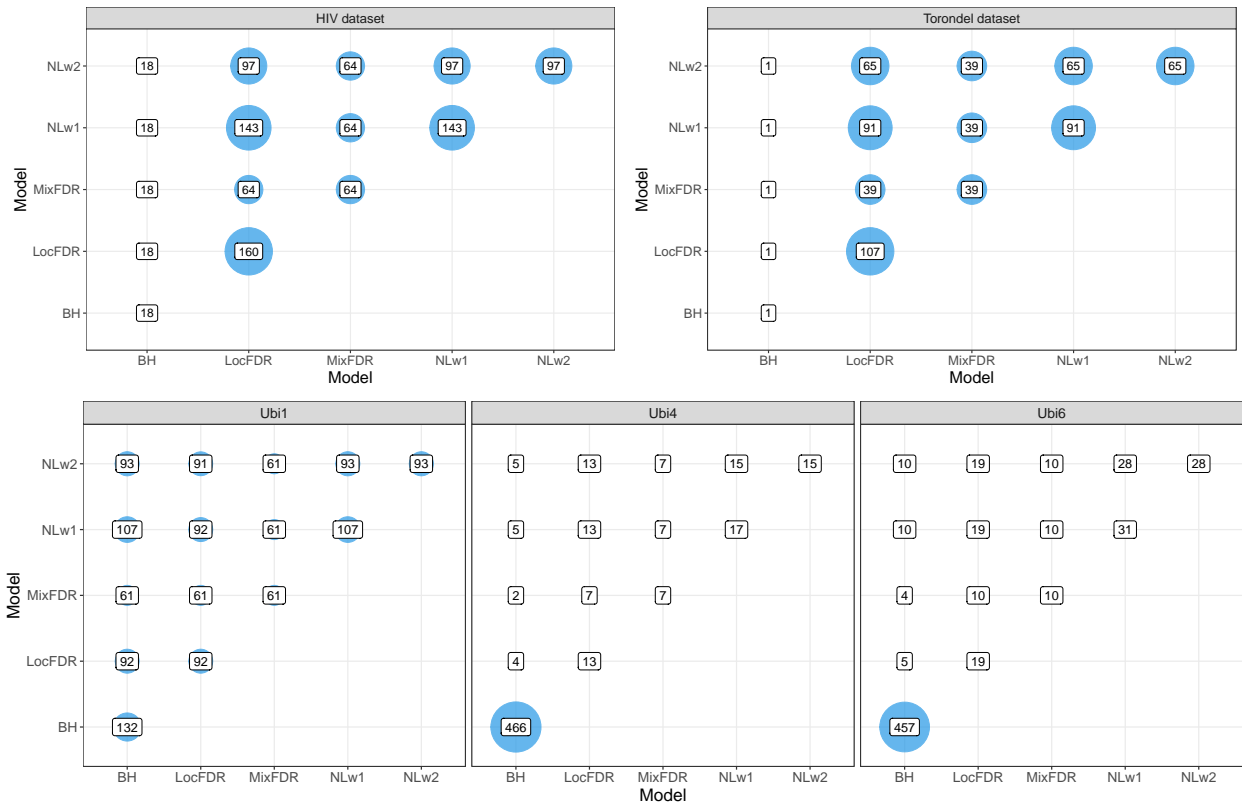 HIV dataset
NLw2 18 97 64 97 97
NLw1 18 143 64 143
MixFDR 18 64 64
LocFDR 18 160
BH 18
BH LocFDR MixFDR NLw1 NLw2
Model
Model
Torondel dataset
NLw2 1 65 39 65 65
NLw1 1 91 39 91
MixFDR 1 39 39
LocFDR 1 107
BH 1
BH LocFDR MixFDR NLw1 NLw2
Model
Model
Ubi1 Ubi4 Ubi6
NLw2 93 91 61 93 93 5 13 7 15 15 10 19 10 28 28
NLw1 107 92 61 107 5 13 7 17 10 19 10 31
MixFDR 61 61 61 2 7 7 4 10 10
LocFDR 92 92 4 13 5 19
BH 132 466 457
BH LocFDR MixFDR NLw1 NLw2 BH LocFDR MixFDR NLw1 NLw2 BH LocFDR MixFDR NLw1 NLw2
Model
Model